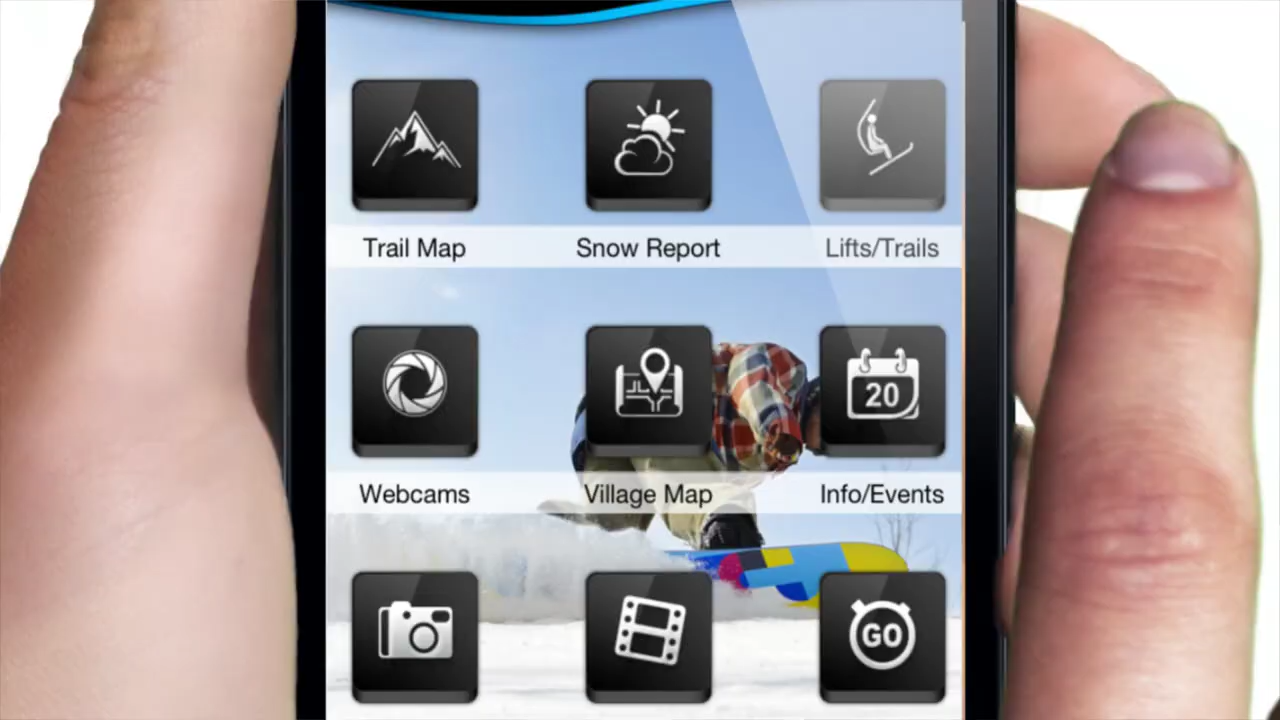 Trail Map
Snow Report
Lifts/Trails
20
Webcams
Village Map
Info/Events
GO